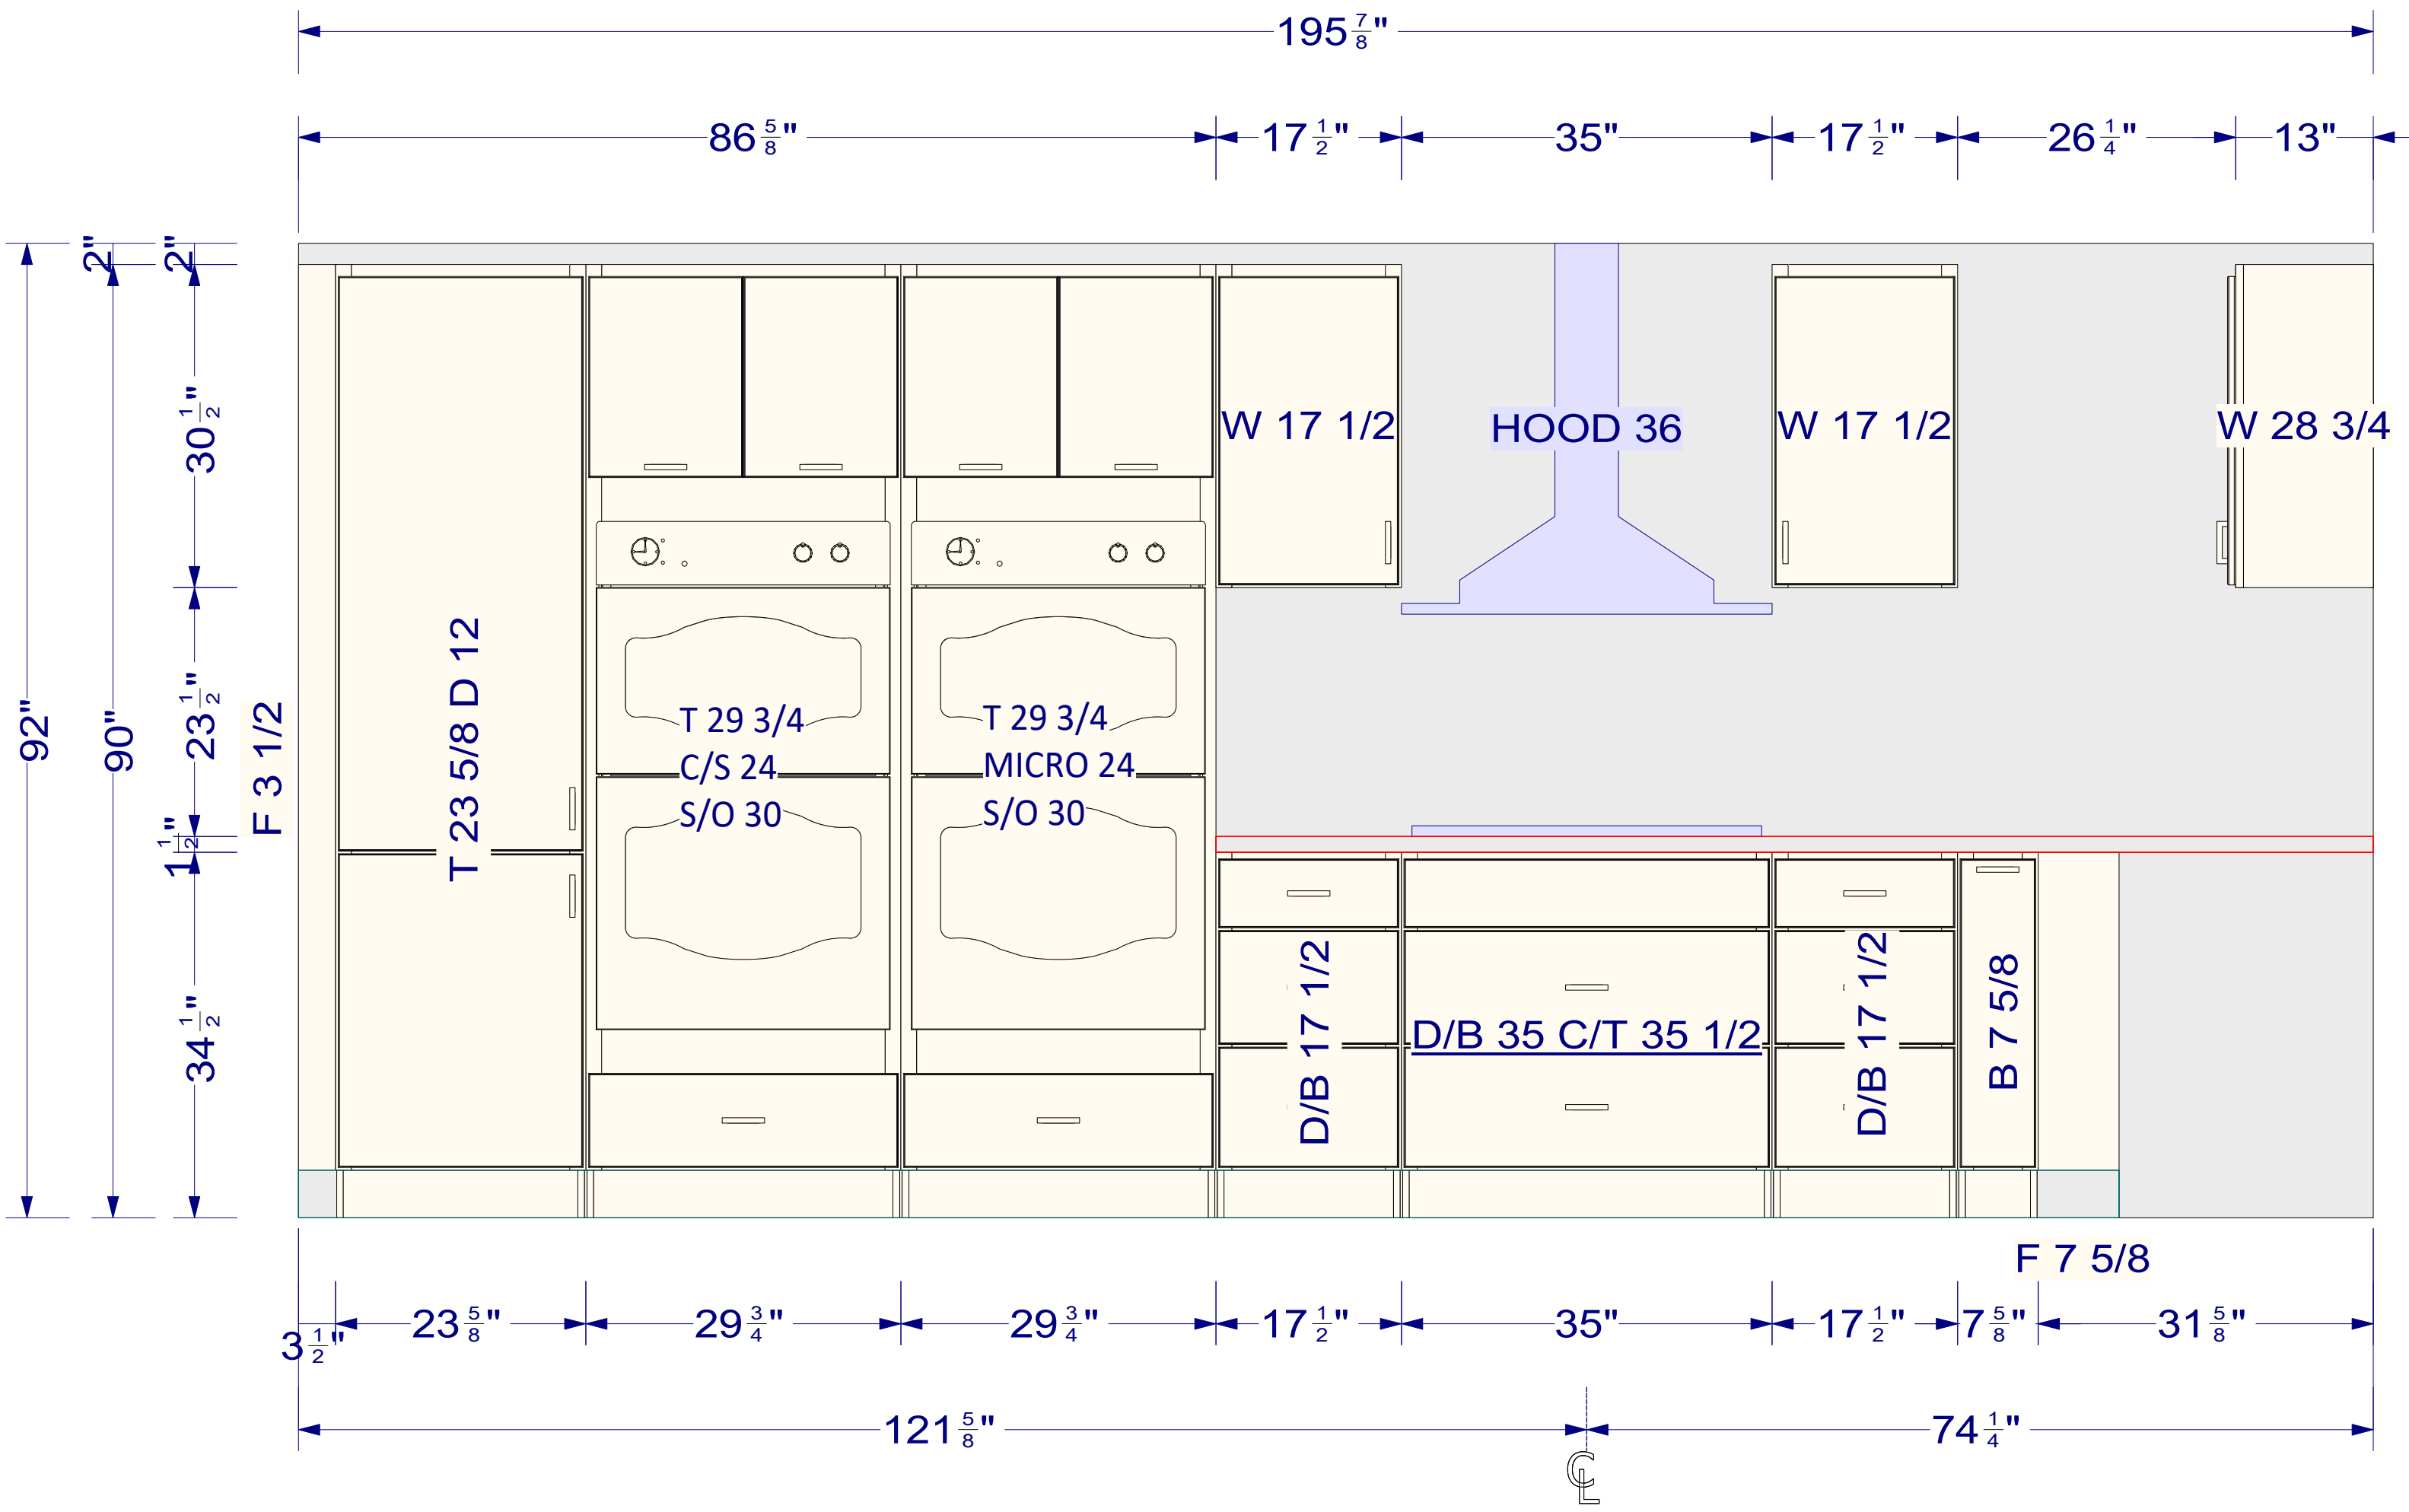 195 7/8"
86 5/8"
17 1/2"
35"
17 1/2"
26 1/4"
13"
2"
2"
92"
90"
30 1/2"
23 1/2"
1 1/2"
34 1/2"
F 3 1/2
T 23 5/8 D 12
T 29 3/4
C/S 24
S/O 30
T 29 3/4
MICRO 24
S/O 30
W 17 1/2
HOOD 36
W 17 1/2
W 28 3/4
D/B 17 1/2
D/B 35 C/T 35 1/2
D/B 17 1/2
B 7 5/8
F 7 5/8
3 1/2"
23 5/8"
29 3/4"
29 3/4"
17 1/2"
35"
17 1/2"
7 5/8"
31 5/8"
121 5/8"
74 1/4"
CL